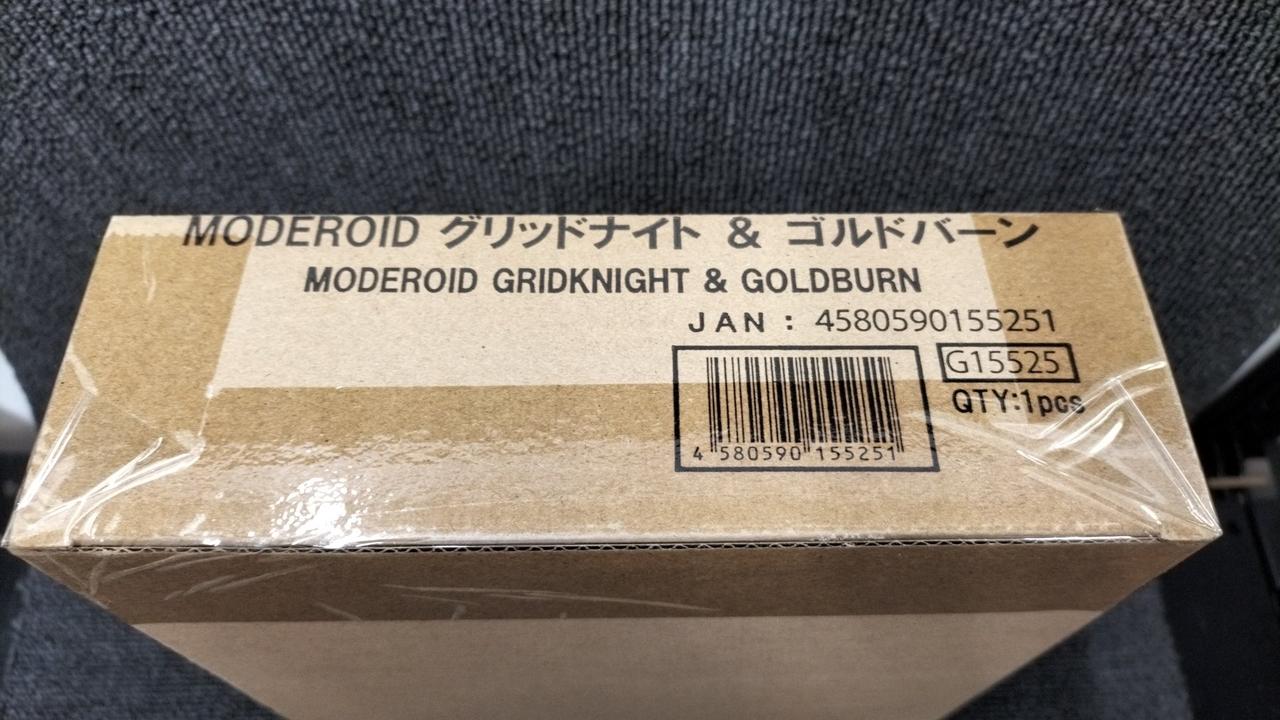 MODEROID グリッドナイト & ゴルドバーン
MODEROID GRIDKNIGHT & GOLDBURN
JAN : 4580590155251
G15525
QTY:1pcs
4 580590 155251